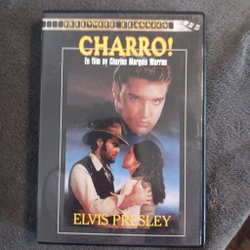 CHARRO!
En film av Charles Marquis Warren
ELVIS PRESLEY